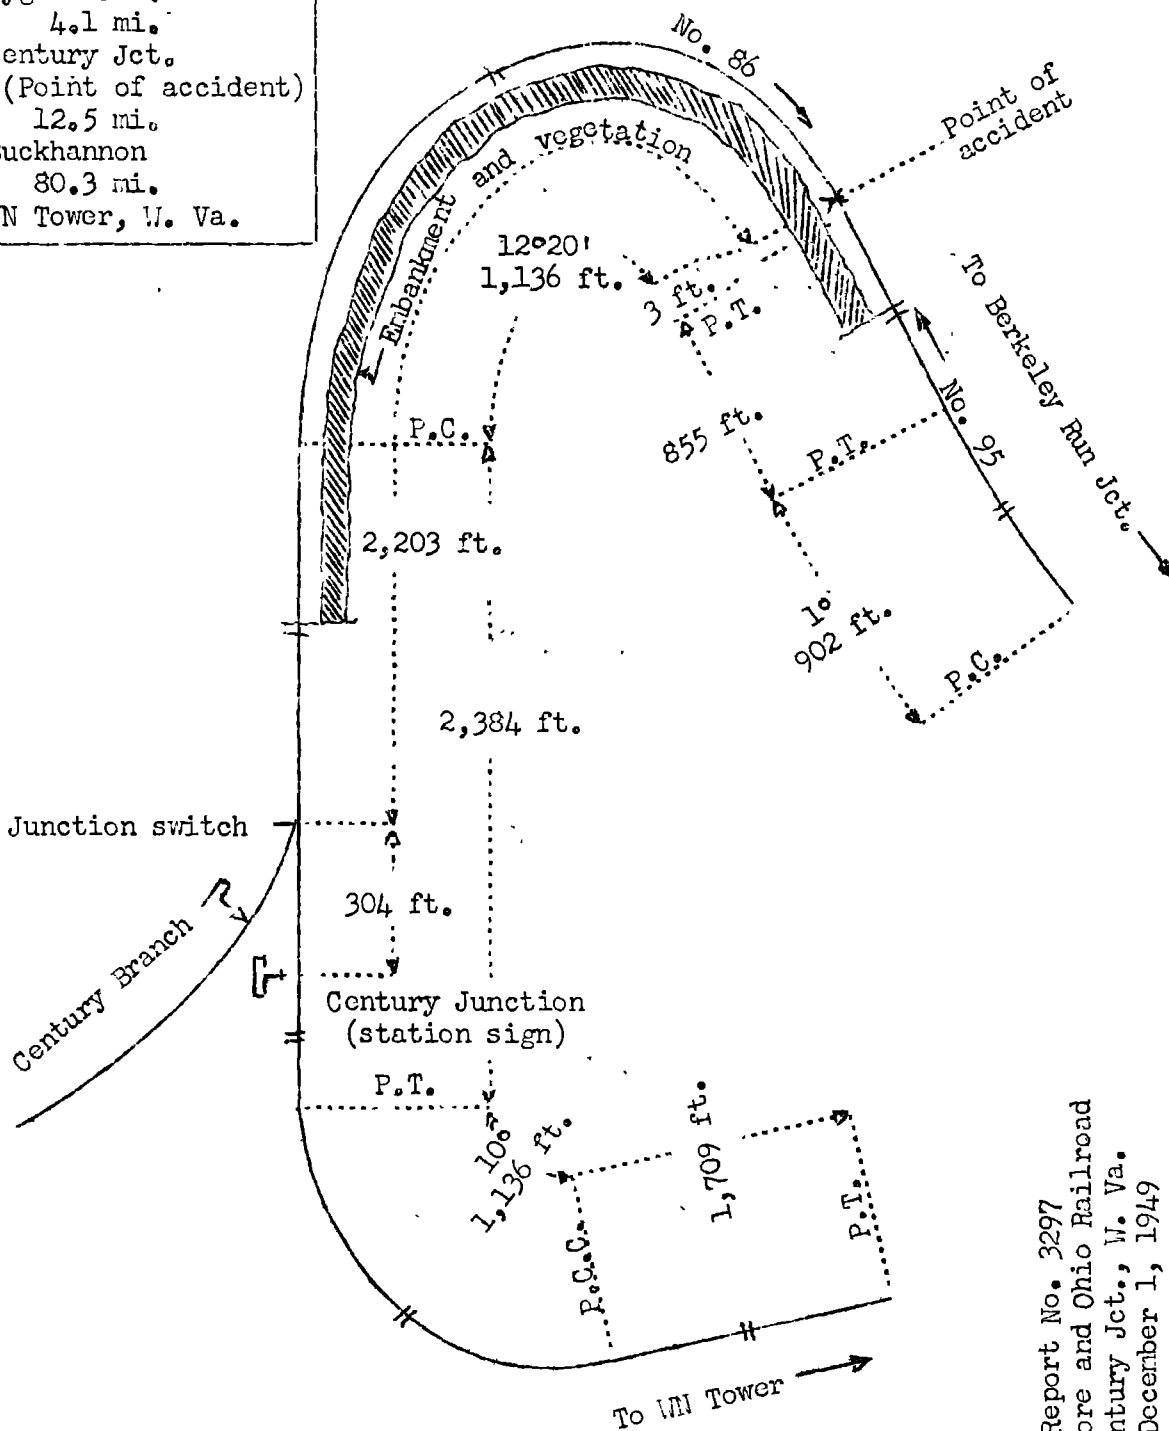 4.1 mi.
entury Jct.
(Point of accident)
12.5 mi.
uckhannon
80.3 mi.
N Tower, W. Va.
No. 86
Point of
accident
Embankment and vegetation
12°20'
1,136 ft.
3 ft.
P.T.
To Berkeley Run Jct.
No. 95
P.C.
855 ft.
P.T.
2,203 ft.
1°
902 ft.
P.C.
2,384 ft.
Junction switch
304 ft.
Century Branch
Century Junction
(station sign)
P.T.
10°
1,136 ft.
1,709 ft.
P.C.C.
P.T.
To WN Tower
Report No. 3297
ore and Ohio Railroad
ntury Jct., W. Va.
December 1, 1949